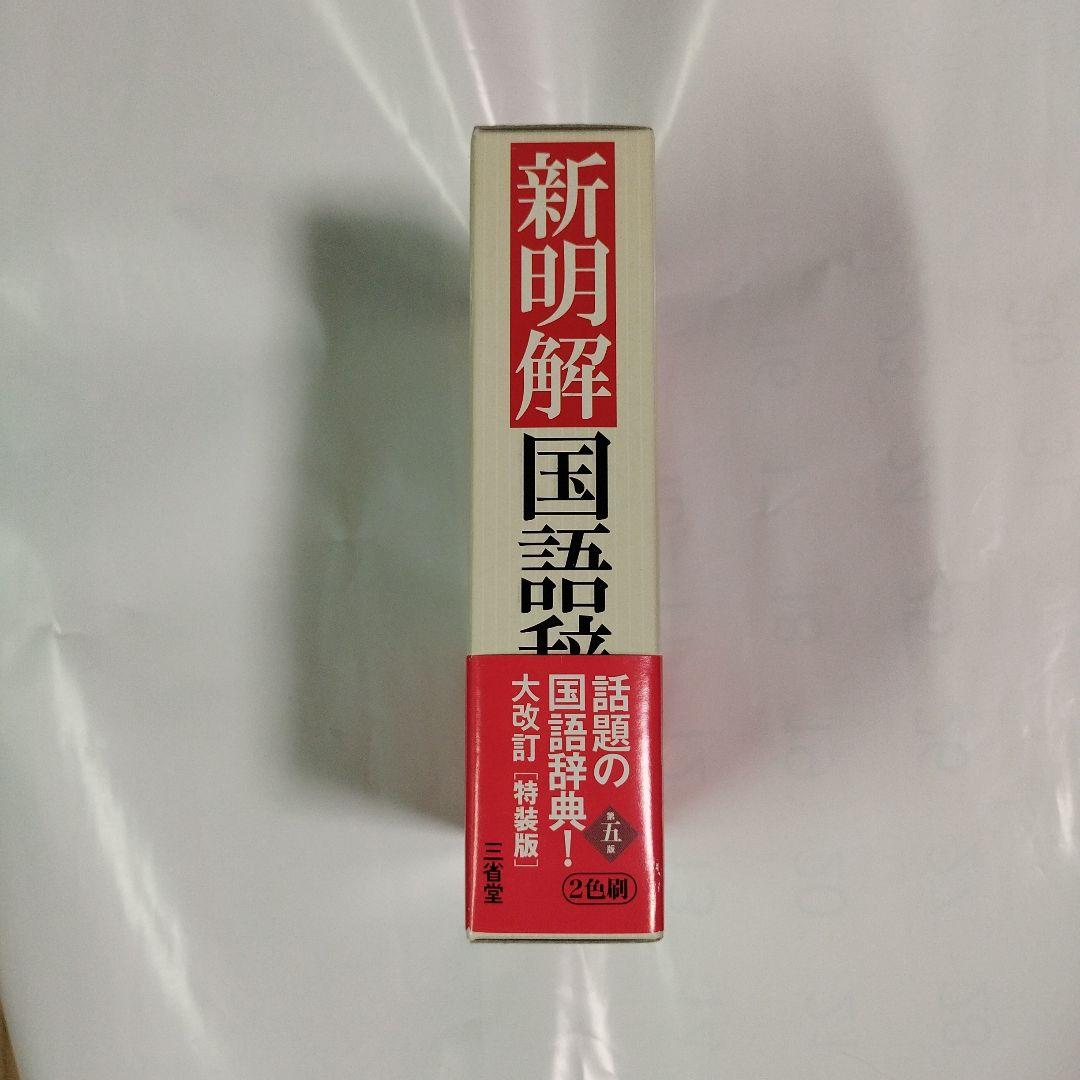 新明解
国語辞
話題の
国語辞典!
大改訂［特装版］
第五版
2色刷
三省堂